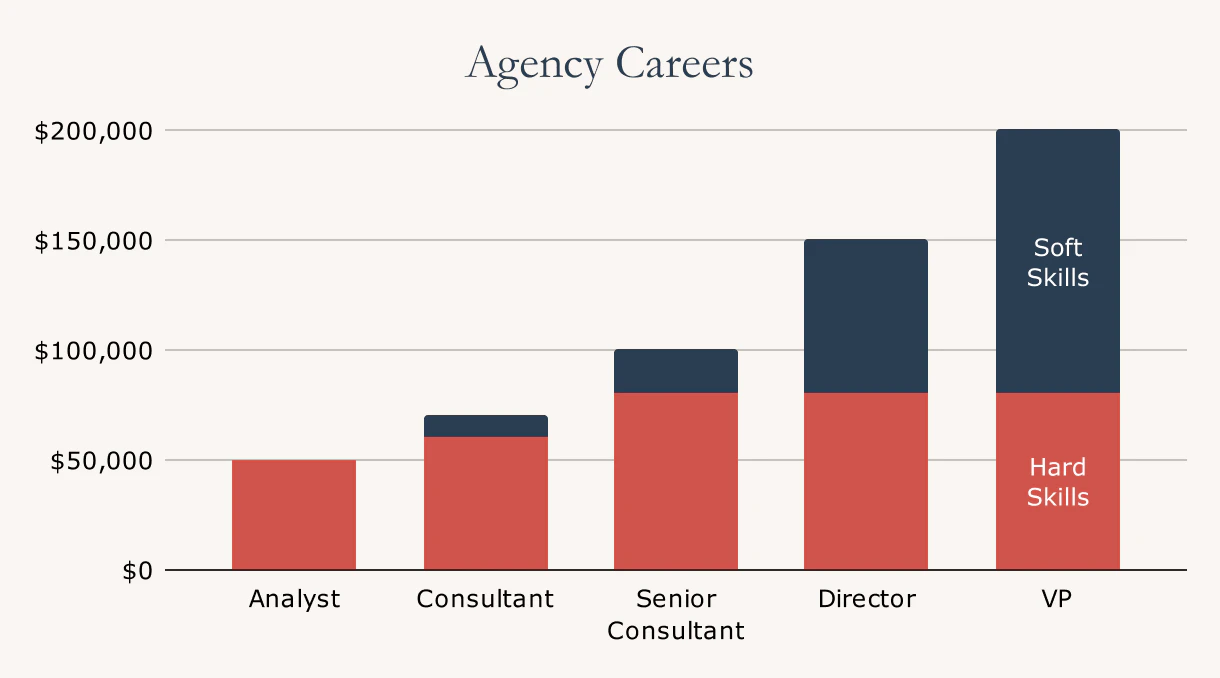 Agency Careers
$200,000
$150,000
$100,000
$50,000
$0
Soft
Skills
Hard
Skills
Analyst
Consultant
Senior
Consultant
Director
VP